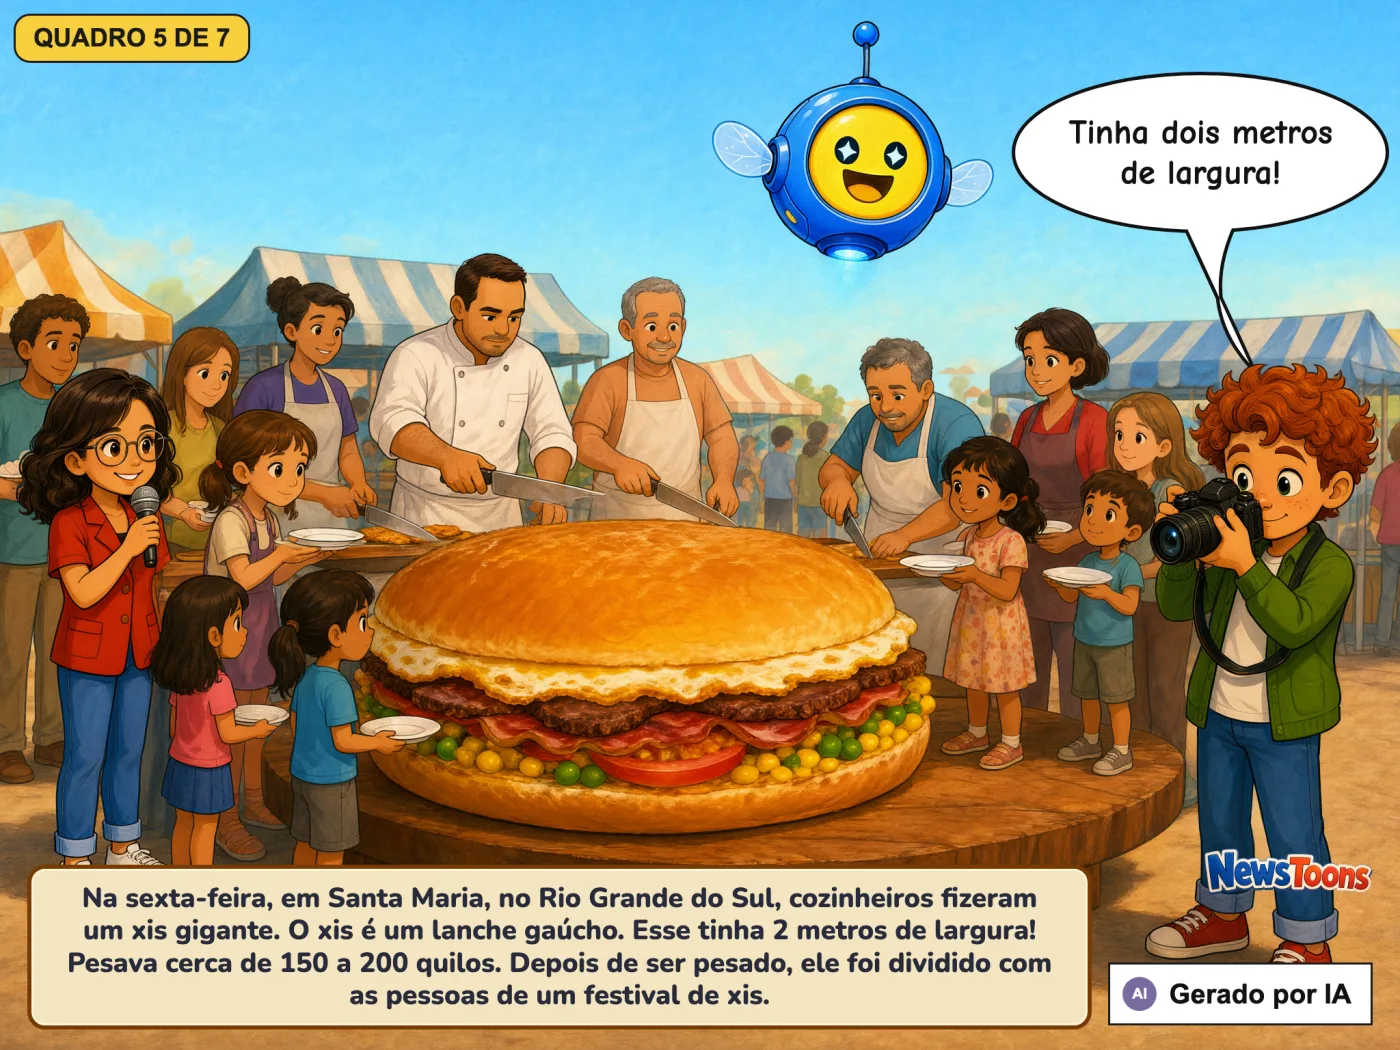 QUADRO 5 DE 7
Tinha dois metros
de largura!
Na sexta-feira, em Santa Maria, no Rio Grande do Sul, cozinheiros fizeram
um xis gigante. O xis é um lanche gaúcho. Esse tinha 2 metros de largura!
Pesava cerca de 150 a 200 quilos. Depois de ser pesado, ele foi dividido com
as pessoas de um festival de xis.
NewsToons
AI Gerado por IA